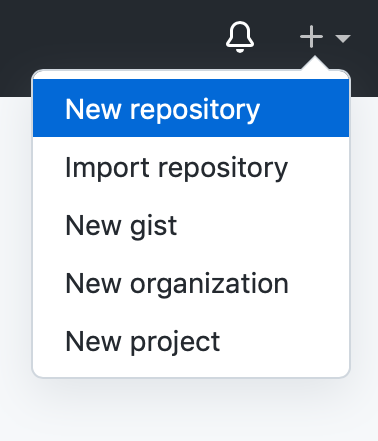 New repository
Import repository
New gist
New organization
New project